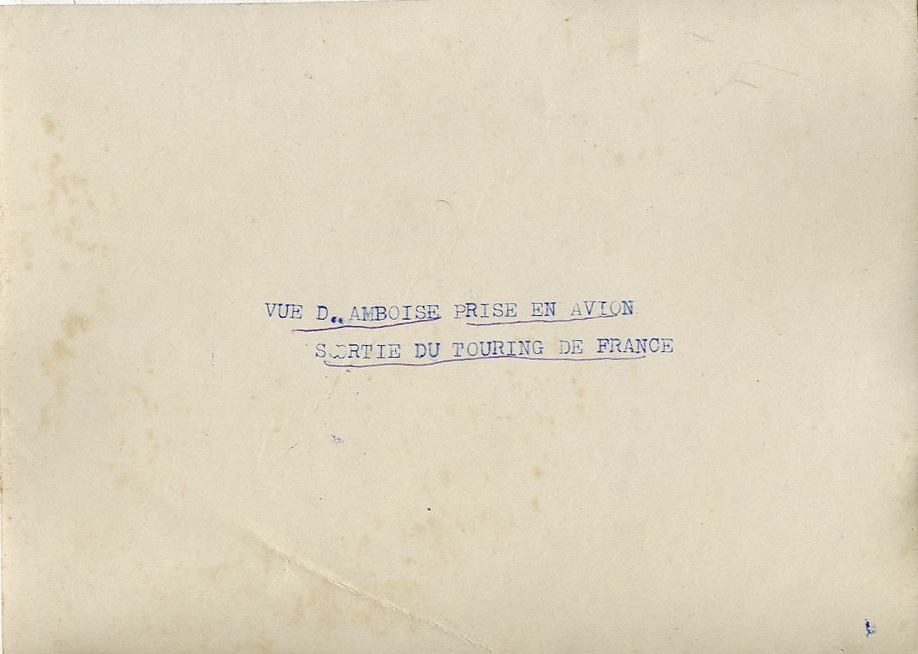 VUE D.. AMBOISE PRISE EN AVION
SORTIE DU TOURING DE FRANCE